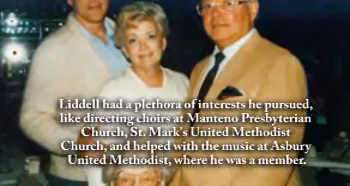 Liddell had a plethora of interests he pursued,
like directing choirs at Manteno Presbyterian
Church, St. Mark's United Methodist
Church, and helped with the music at Asbury
United Methodist, where he was a member.